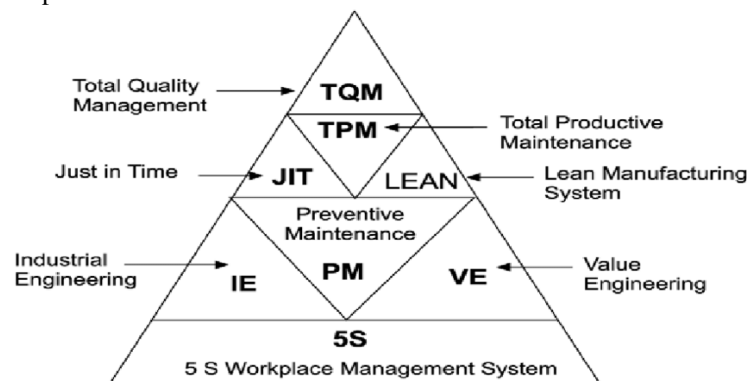 Total Quality
Management
TQM
TPM
Total Productive
Maintenance
Just in Time
JIT
LEAN
Lean Manufacturing
System
Preventive
Maintenance
Industrial
Engineering
IE
PM
VE
Value
Engineering
5S
5 S Workplace Management System